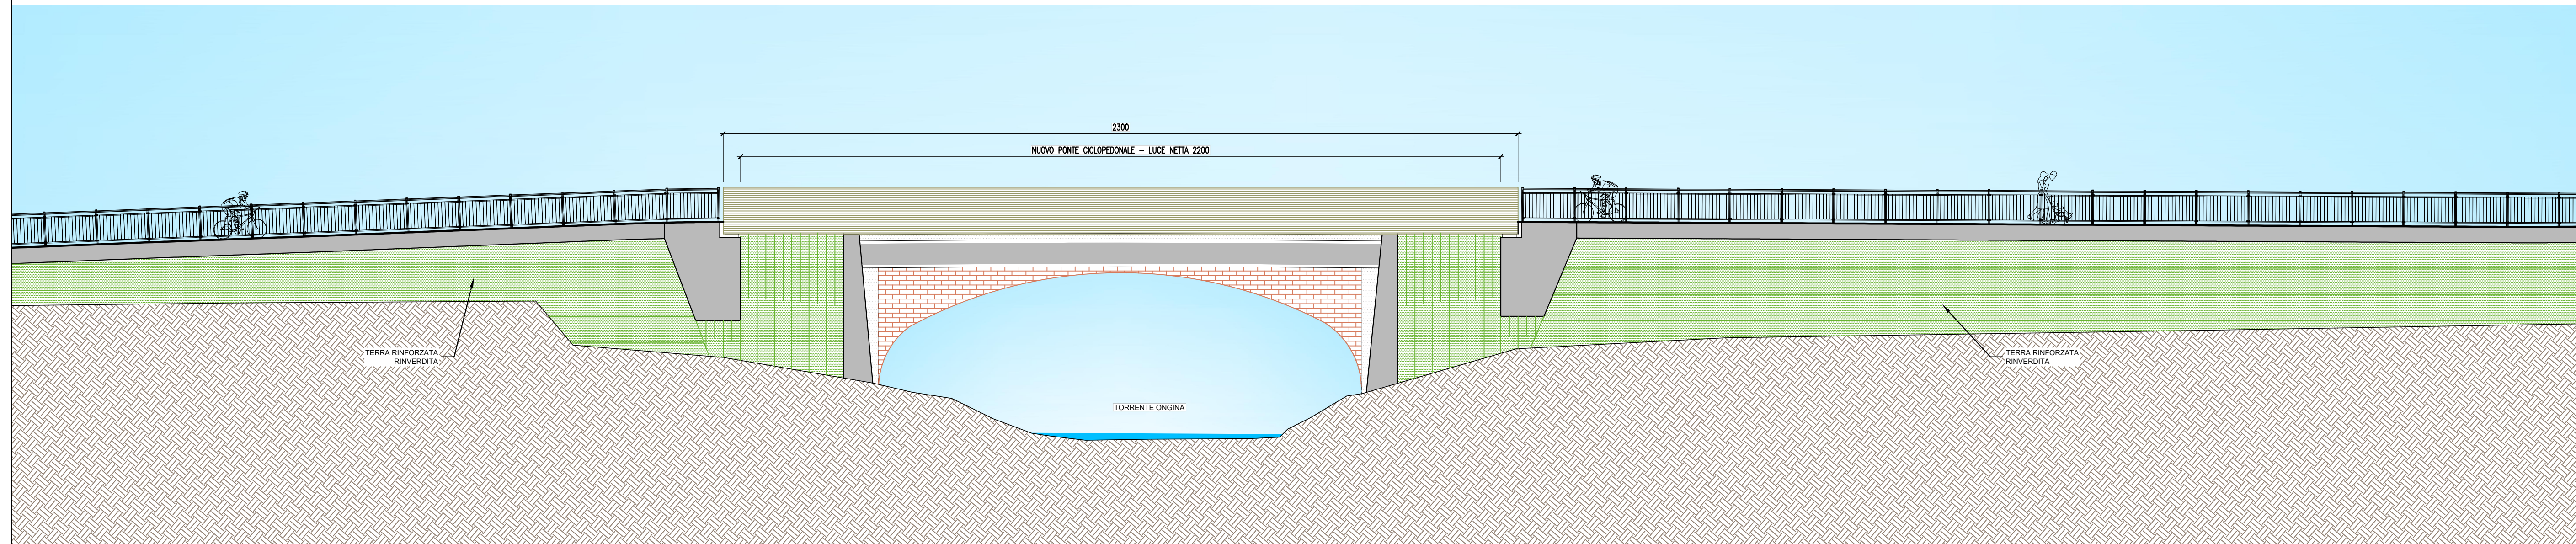 2300
NUOVO PONTE CICLOPEDONALE – LUCE NETTA 2200
TERRA RINFORZATA
RINVERDITA
TERRA RINFORZATA
RINVERDITA
TORRENTE ONGINA